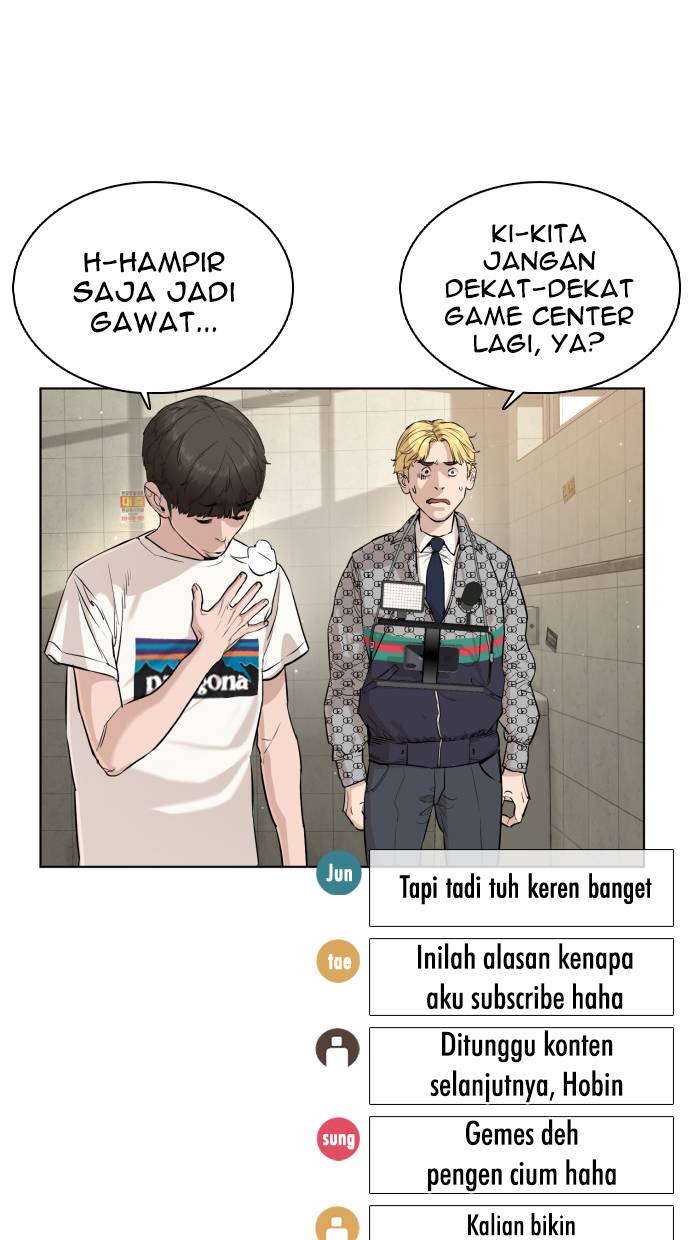 H-HAMPIR
SAJA JADI
GAWAT...
KI-KITA
JANGAN
DEKAT-DEKAT
GAME CENTER
LAGI, YA?
patagonia
Jun
Tapi tadi tuh keren banget
tae
Inilah alasan kenapa
aku subscribe haha
Ditunggu konten
selanjutnya, Hobin
sung
Gemes deh
pengen cium haha
Kalian bikin